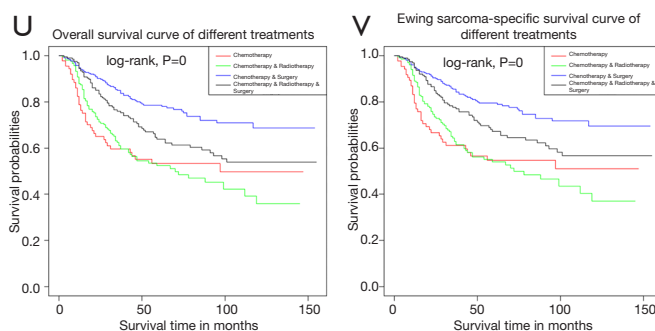 U
Overall survival curve of different treatments
log-rank, P=0
Chemotherapy
Chemotherapy & Radiotherapy
Chenotherapy & Surgery
Chemotherapy & Radiotherapy &
Surgery
Survival probabilities
1.0
0.8
0.6
0.4
0.2
0.0
0
50
100
150
Survival time in months
V
Ewing sarcoma-specific survival curve of
different treatments
log-rank, P=0
Chemotherapy
Chemotherapy & Radiotherapy
Chenotherapy & Surgery
Chemotherapy & Radiotherapy &
Surgery
Survival probabilities
1.0
0.8
0.6
0.4
0.2
0.0
0
50
100
150
Survival time in months